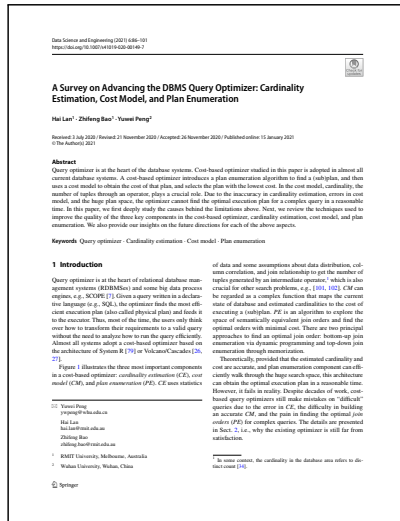 Data Science and Engineering (2021) 6:86–101
https://doi.org/10.1007/s41019-020-00149-7
Check for
updates
A Survey on Advancing the DBMS Query Optimizer: Cardinality
Estimation, Cost Model, and Plan Enumeration
Hai Lan¹ · Zhifeng Bao¹ · Yuwei Peng²
Received: 3 July 2020 / Revised: 21 November 2020 / Accepted: 26 November 2020 / Published online: 15 January 2021
© The Author(s) 2021
Abstract
Query optimizer is at the heart of the database systems. Cost-based optimizer studied in this paper is adopted in almost all
current database systems. A cost-based optimizer introduces a plan enumeration algorithm to find a (sub)plan, and then
uses a cost model to obtain the cost of that plan, and selects the plan with the lowest cost. In the cost model, cardinality,
the number of tuples through an operator, plays a crucial role. Due to the inaccuracy in cardinality estimation, errors in cost
model, and the huge plan space, the optimizer cannot find the optimal execution plan for a complex query in a reasonable
time. In this paper, we first deeply study the causes behind the limitations above. Next, we review the techniques used to
improve the quality of the three key components in the cost-based optimizer, cardinality estimation, cost model, and plan
enumeration. We also provide our insights on the future directions for each of the above aspects.
Keywords Query optimizer · Cardinality estimation · Cost model · Plan enumeration
1 Introduction
Query optimizer is at the heart of relational database man-
agement systems (RDBMSes) and some big data process
engines, e.g., SCOPE [7]. Given a query written in a declara-
tive language (e.g., SQL), the optimizer finds the most effi-
cient execution plan (also called physical plan) and feeds it
to the executor. Thus, most of the time, the users only think
over how to transform their requirements to a valid query
without the need to analyze how to run the query efficiently.
Almost all systems adopt a cost-based optimizer based on
the architecture of System R [79] or Volcano/Cascades [26,
27].
Figure 1 illustrates the three most important components
in a cost-based optimizer: cardinality estimation (CE), cost
model (CM), and plan enumeration (PE). CE uses statistics
✉ Yuwei Peng
ywpeng@whu.edu.cn
Hai Lan
hai.lan@rmit.edu.au
Zhifeng Bao
zhifeng.bao@rmit.edu.au
¹ RMIT University, Melbourne, Australia
² Wuhan University, Wuhan, China
of data and some assumptions about data distribution, col-
umn correlation, and join relationship to get the number of
tuples generated by an intermediate operator,¹ which is also
crucial for other search problems, e.g., [101, 102]. CM can
be regarded as a complex function that maps the current
state of database and estimated cardinalities to the cost of
executing a (sub)plan. PE is an algorithm to explore the
space of semantically equivalent join orders and find the
optimal orders with minimal cost. There are two principal
approaches to find an optimal join order: bottom-up join
enumeration via dynamic programming and top-down join
enumeration through memorization.
Theoretically, provided that the estimated cardinality and
cost are accurate, and plan enumeration component can effi-
ciently walk through the huge search space, this architecture
can obtain the optimal execution plan in a reasonable time.
However, it fails in reality. Despite decades of work, cost-
based query optimizers still make mistakes on “difficult”
queries due to the error in CE, the difficulty in building
an accurate CM, and the pain in finding the optimal join
orders (PE) for complex queries. The details are presented
in Sect. 2, i.e., why the existing optimizer is still far from
satisfaction.
¹ In some context, the cardinality in the database area refers to dis-
tinct count [34].
Springer